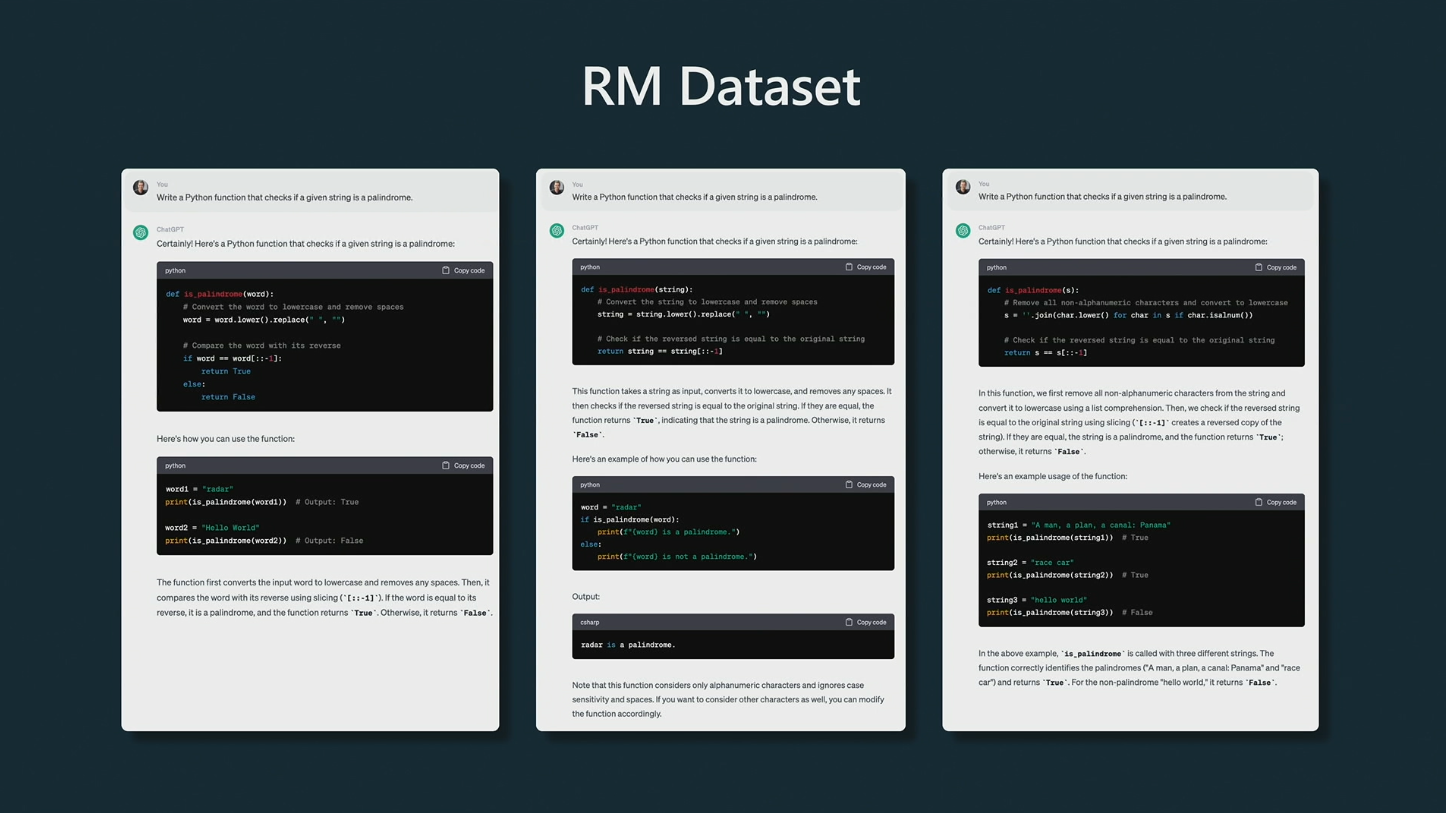 RM Dataset
You
Write a Python function that checks if a given string is a palindrome.
ChatGPT
Certainly! Here's a Python function that checks if a given string is a palindrome:
python
Copy code
def is_palindrome(word):
# Convert the word to lowercase and remove spaces
word = word.lower().replace(" ", "")
# Compare the word with its reverse
if word == word[::-1]:
return True
else:
return False
Here's how you can use the function:
python
Copy code
word1 = "radar"
print(is_palindrome(word1))  # Output: True
word2 = "Hello World"
print(is_palindrome(word2))  # Output: False
The function first converts the input word to lowercase and removes any spaces. Then, it
compares the word with its reverse using slicing (`[::-1]`). If the word is equal to its
reverse, it is a palindrome, and the function returns `True`. Otherwise, it returns `False`.
You
Write a Python function that checks if a given string is a palindrome.
ChatGPT
Certainly! Here's a Python function that checks if a given string is a palindrome:
python
Copy code
def is_palindrome(string):
# Convert the string to lowercase and remove spaces
string = string.lower().replace(" ", "")
# Check if the reversed string is equal to the original string
return string == string[::-1]
This function takes a string as input, converts it to lowercase, and removes any spaces. It
then checks if the reversed string is equal to the original string. If they are equal, the
function returns `True`, indicating that the string is a palindrome. Otherwise, it returns
`False`.
Here's an example of how you can use the function:
python
Copy code
word = "radar"
if is_palindrome(word):
print(f"{word} is a palindrome.")
else:
print(f"{word} is not a palindrome.")
Output:
csharp
Copy code
radar is a palindrome.
Note that this function considers only alphanumeric characters and ignores case
sensitivity and spaces. If you want to consider other characters as well, you can modify
the function accordingly.
You
Write a Python function that checks if a given string is a palindrome.
ChatGPT
Certainly! Here's a Python function that checks if a given string is a palindrome:
python
Copy code
def is_palindrome(s):
# Remove all non-alphanumeric characters and convert to lowercase
s = ''.join(char.lower() for char in s if char.isalnum())
# Check if the reversed string is equal to the original string
return s == s[::-1]
In this function, we first remove all non-alphanumeric characters from the string and
convert it to lowercase using a list comprehension. Then, we check if the reversed string
is equal to the original string using slicing (`[::-1]` creates a reversed copy of the
string). If they are equal, the string is a palindrome, and the function returns `True`;
otherwise, it returns `False`.
Here's an example usage of the function:
python
Copy code
string1 = "A man, a plan, a canal: Panama"
print(is_palindrome(string1))  # True
string2 = "race car"
print(is_palindrome(string2))  # True
string3 = "hello world"
print(is_palindrome(string3))  # False
In the above example, `is_palindrome` is called with three different strings. The
function correctly identifies the palindromes ("A man, a plan, a canal: Panama" and "race
car") and returns `True`. For the non-palindrome "hello world," it returns `False`.